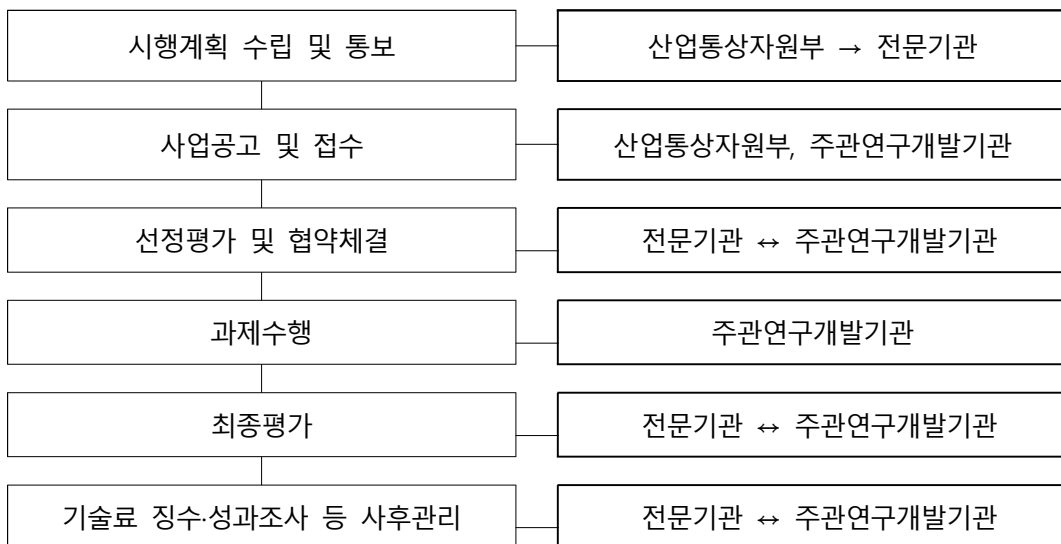 시행계획 수립 및 통보
산업통상자원부 → 전문기관
사업공고 및 접수
산업통상자원부, 주관연구개발기관
선정평가 및 협약체결
전문기관 ↔ 주관연구개발기관
과제수행
주관연구개발기관
최종평가
전문기관 ↔ 주관연구개발기관
기술료 징수·성과조사 등 사후관리
전문기관 ↔ 주관연구개발기관